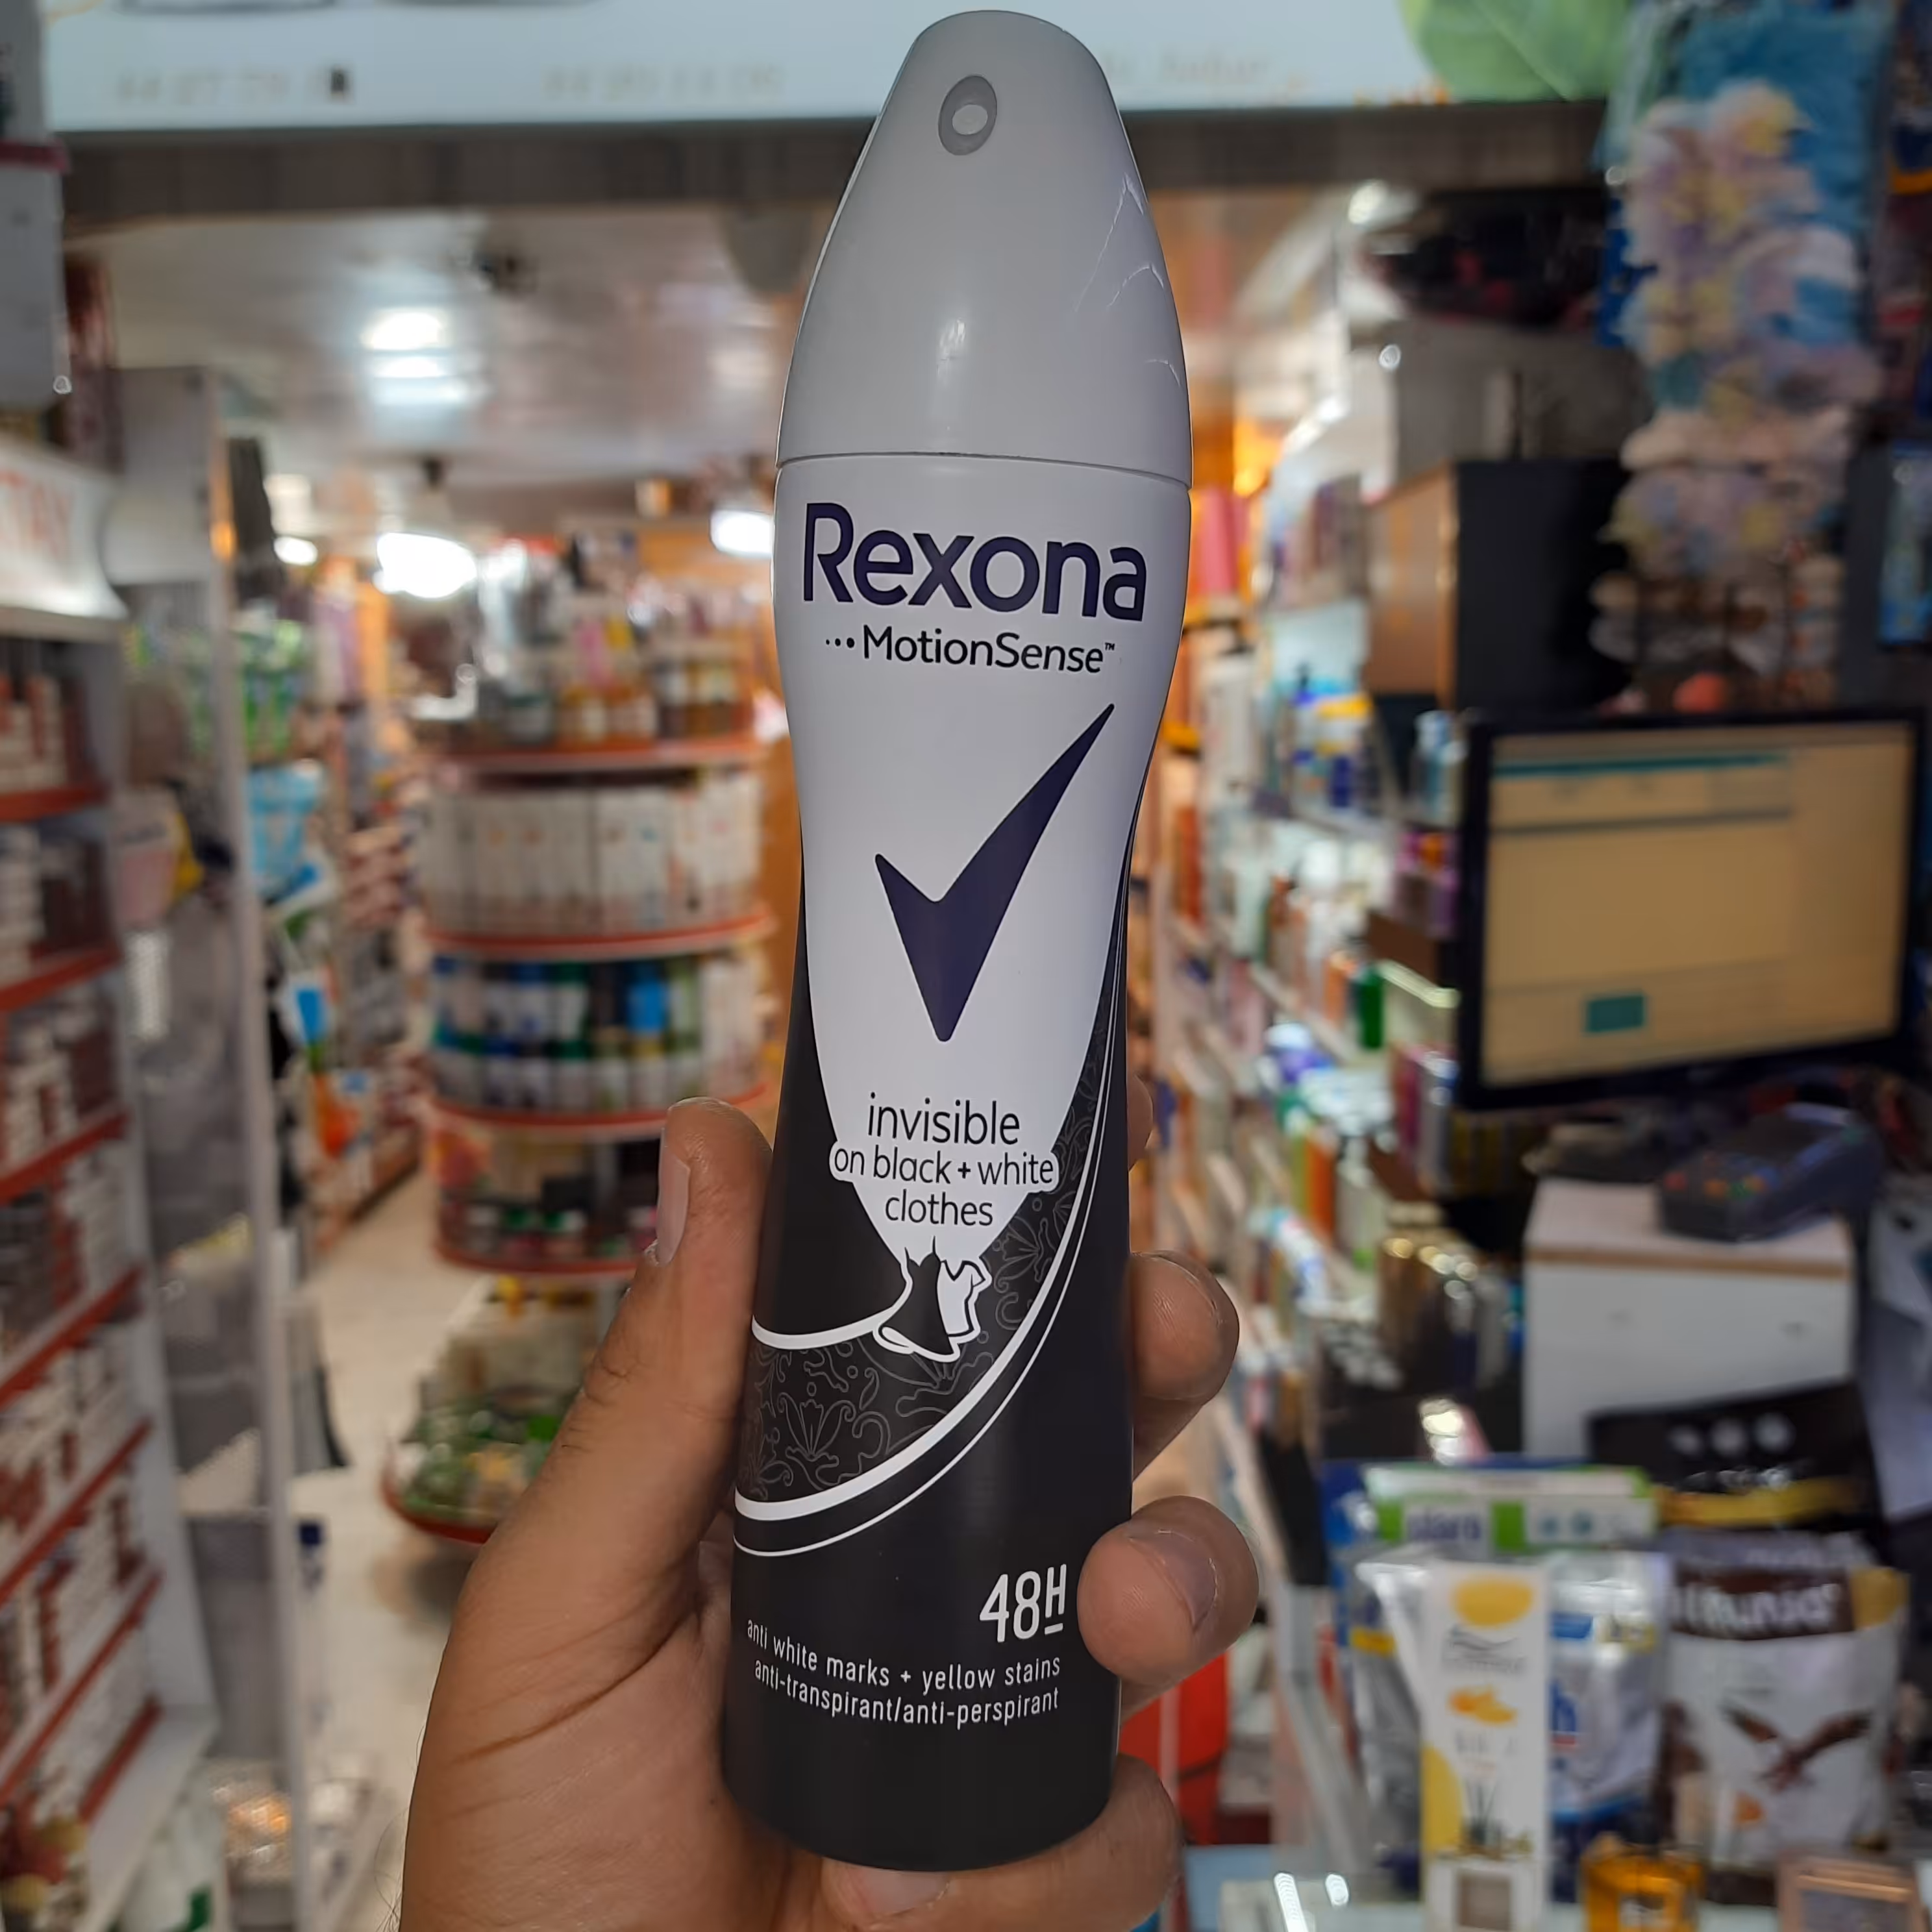 Rexona
···MotionSense™
invisible
on black + white
clothes
48H
anti white marks + yellow stains
anti-transpirant/anti-perspirant